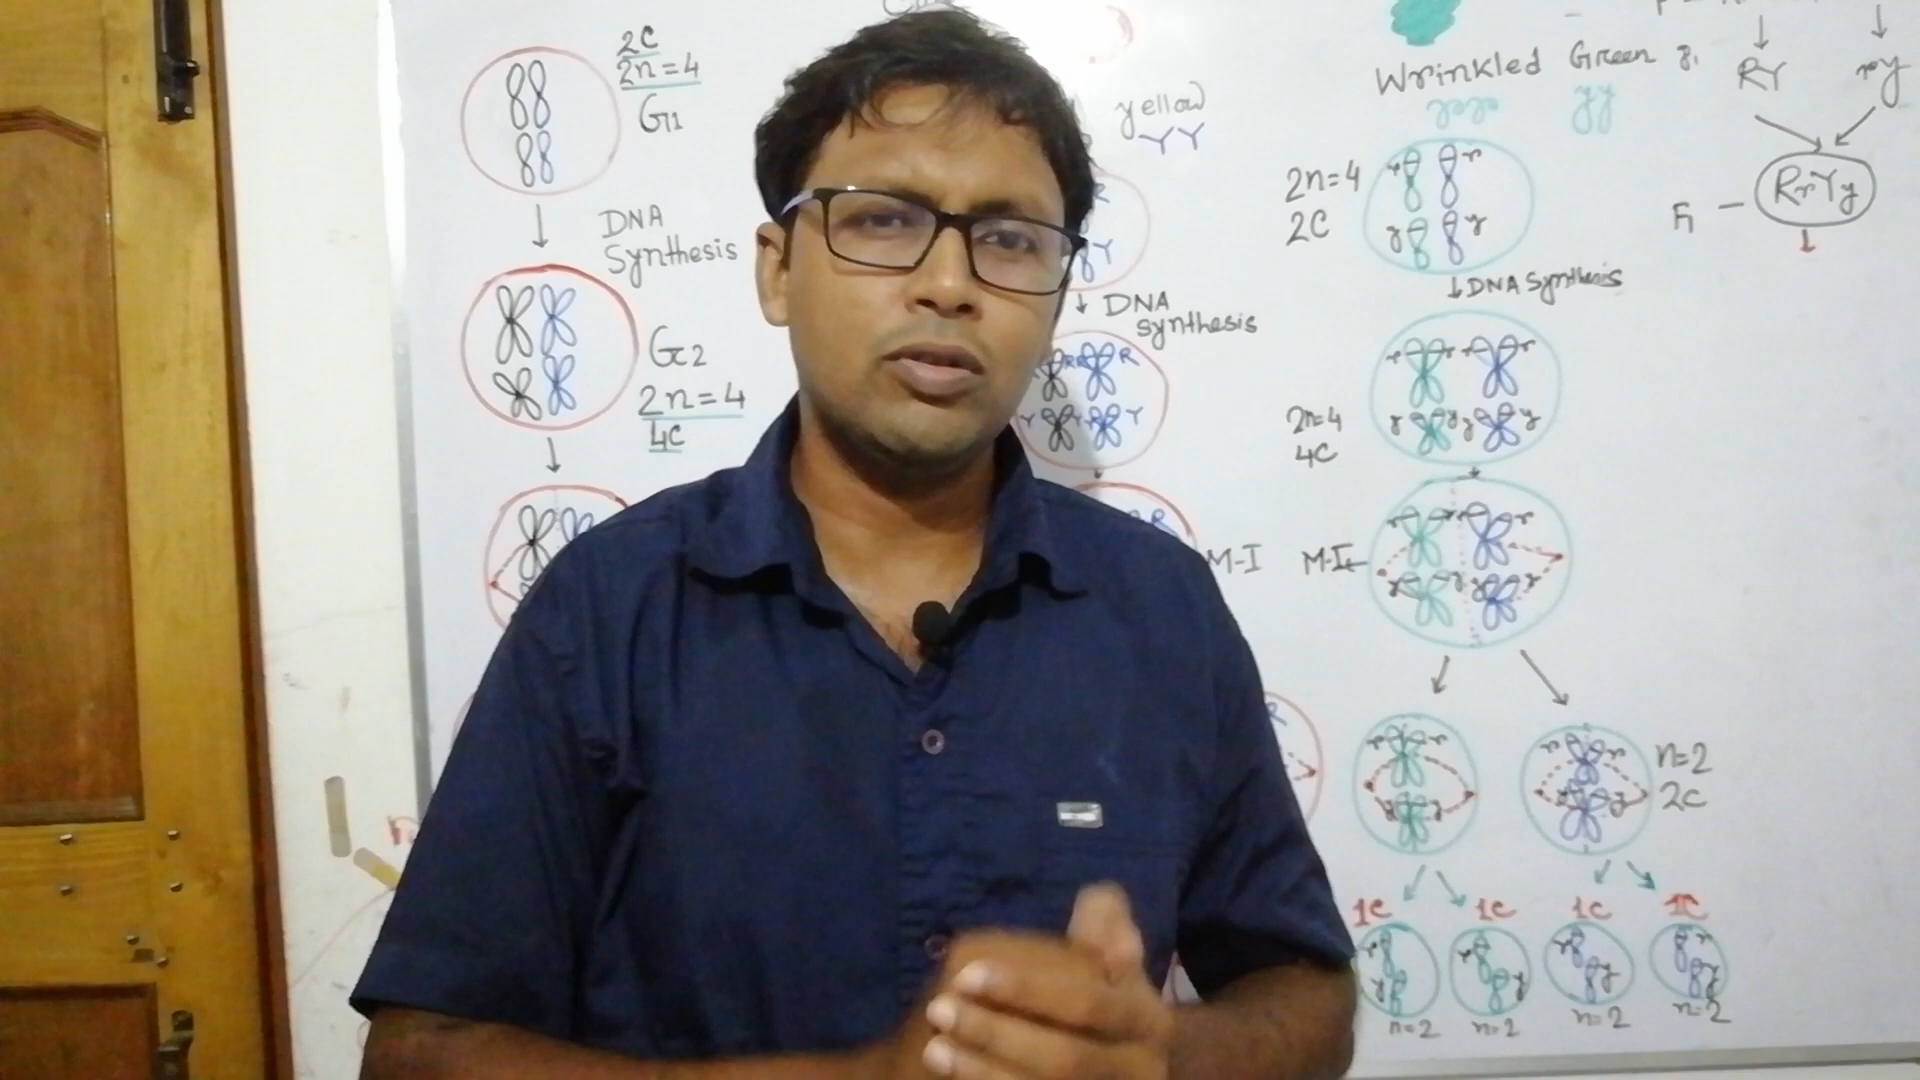 2C
2n=4
G1
DNA
Synthesis
G2
2n=4
4C
yellow
YY
R
Y
DNA
synthesis
R R R
Y Y Y
R
M-I
R
Wrinkled Green
rr yy
2n=4
2C
r r
y y
DNA Synthesis
r r r r
y y y y
2n=4
4C
M-I
r r r r
y y y y
r r r r
y y y
n=2
2C
1C 1C 1C 1C
r r r r
y y y y
n=2 n=2 n=2 n=2
RY ry
F1 - RrYy